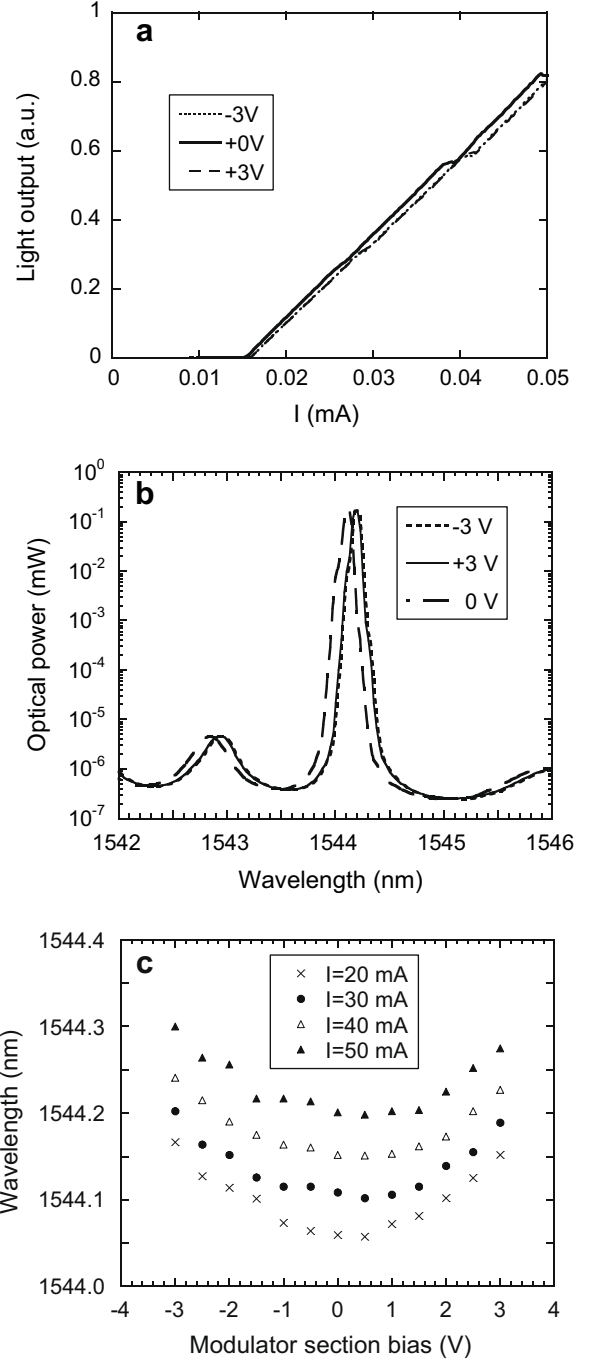 a
1
0.8
0.6
0.4
0.2
0
Light output (a.u.)
-3V
+0V
+3V
0 0.01 0.02 0.03 0.04 0.05
I (mA)
b
10⁰
10⁻¹
10⁻²
10⁻³
10⁻⁴
10⁻⁵
10⁻⁶
10⁻⁷
Optical power (mW)
-3 V
+3 V
0 V
1542 1543 1544 1545 1546
Wavelength (nm)
c
1544.4
1544.3
1544.2
1544.1
1544.0
Wavelength (nm)
I=20 mA
I=30 mA
I=40 mA
I=50 mA
-4 -3 -2 -1 0 1 2 3 4
Modulator section bias (V)